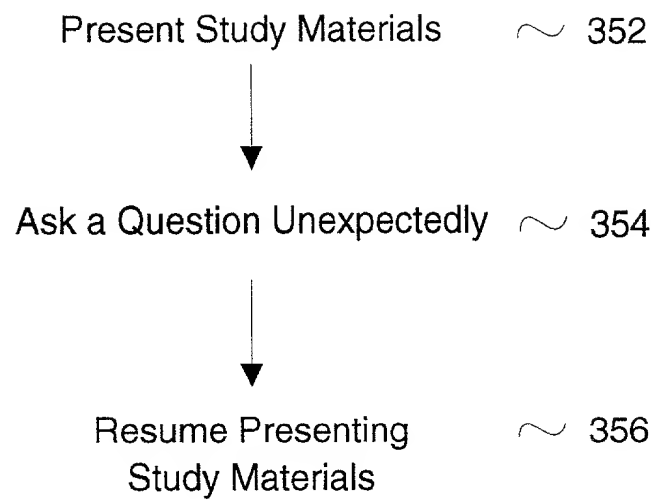 Present Study Materials ~ 352
Ask a Question Unexpectedly ~ 354
Resume Presenting ~ 356
Study Materials